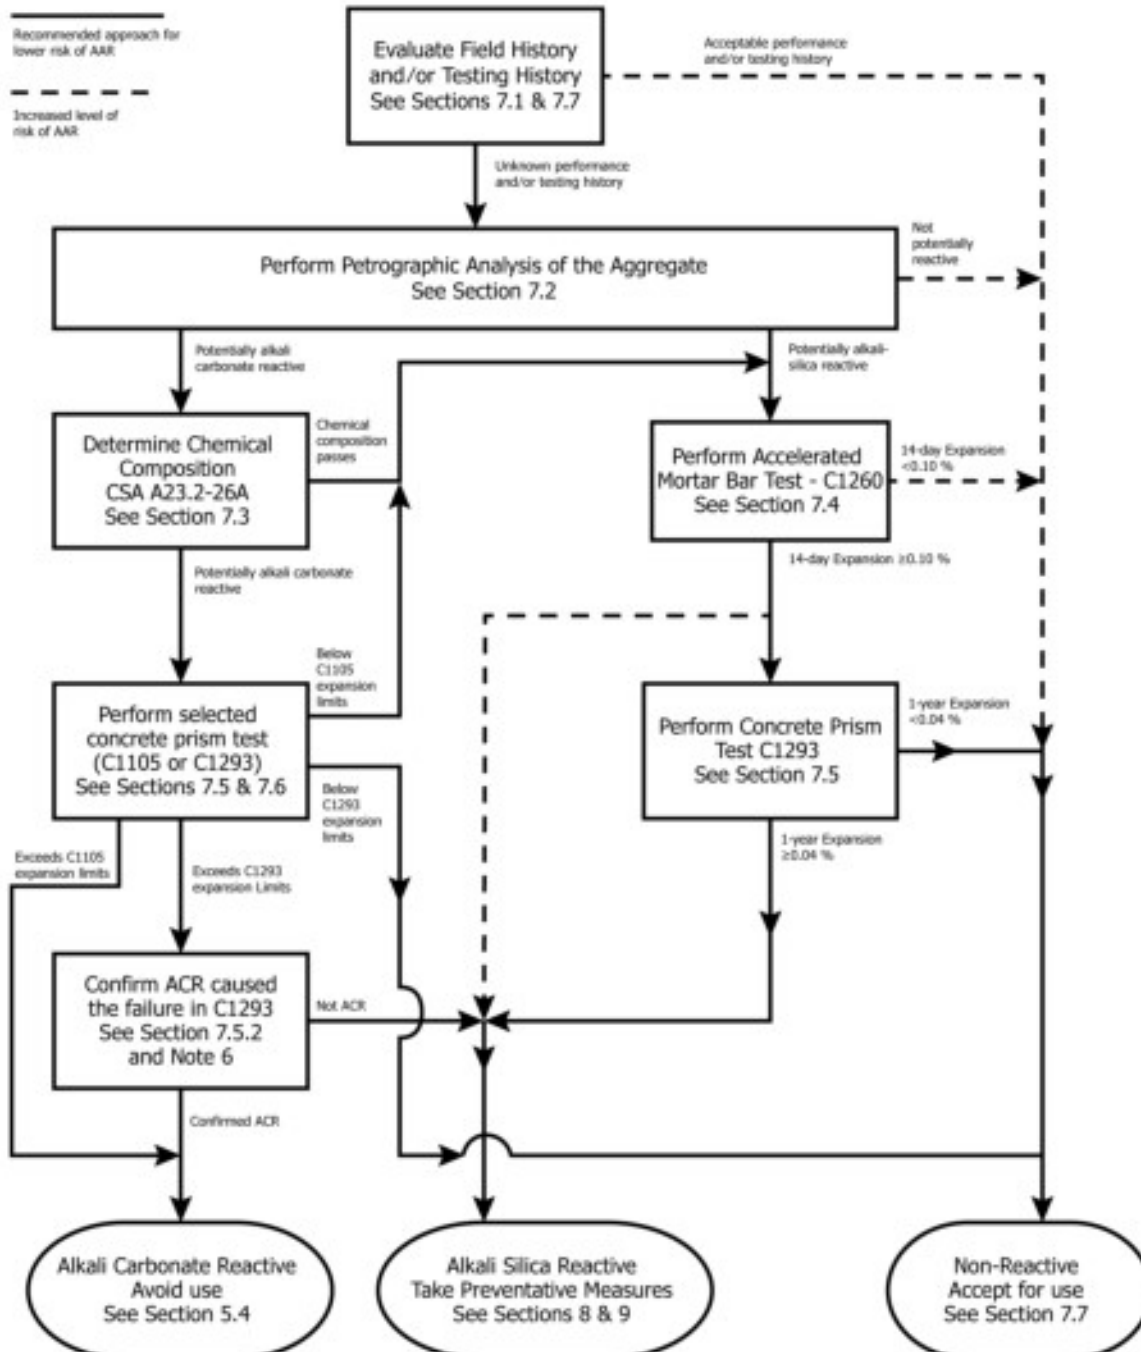 Recommended approach for
lower risk of AAR
Increased level of
risk of AAR
Evaluate Field History
and/or Testing History
See Sections 7.1 & 7.7
Acceptable performance
and/or testing history
Unknown performance
and/or testing history
Perform Petrographic Analysis of the Aggregate
See Section 7.2
Not
potentially
reactive
Potentially alkali
carbonate reactive
Potentially alkali-
silica reactive
Determine Chemical
Composition
CSA A23.2-26A
See Section 7.3
Chemical
composition
passes
Perform Accelerated
Mortar Bar Test - C1260
See Section 7.4
14-day Expansion
<0.10 %
Potentially alkali carbonate
reactive
14-day Expansion ≥0.10 %
Below
C1105
expansion
limits
Perform selected
concrete prism test
(C1105 or C1293)
See Sections 7.5 & 7.6
Perform Concrete Prism
Test C1293
See Section 7.5
1-year Expansion
<0.04 %
Below
C1293
expansion
limits
Exceeds C1105
expansion limits
Exceeds C1293
expansion Limits
1-year Expansion
≥0.04 %
Confirm ACR caused
the failure in C1293
See Section 7.5.2
and Note 6
Not ACR
Confirmed ACR
Alkali Carbonate Reactive
Avoid use
See Section 5.4
Alkali Silica Reactive
Take Preventative Measures
See Sections 8 & 9
Non-Reactive
Accept for use
See Section 7.7